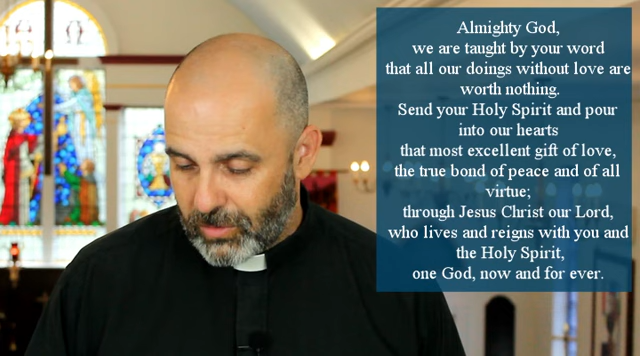 Almighty God,
we are taught by your word
that all our doings without love are
worth nothing.
Send your Holy Spirit and pour
into our hearts
that most excellent gift of love,
the true bond of peace and of all
virtue;
through Jesus Christ our Lord,
who lives and reigns with you and
the Holy Spirit,
one God, now and for ever.